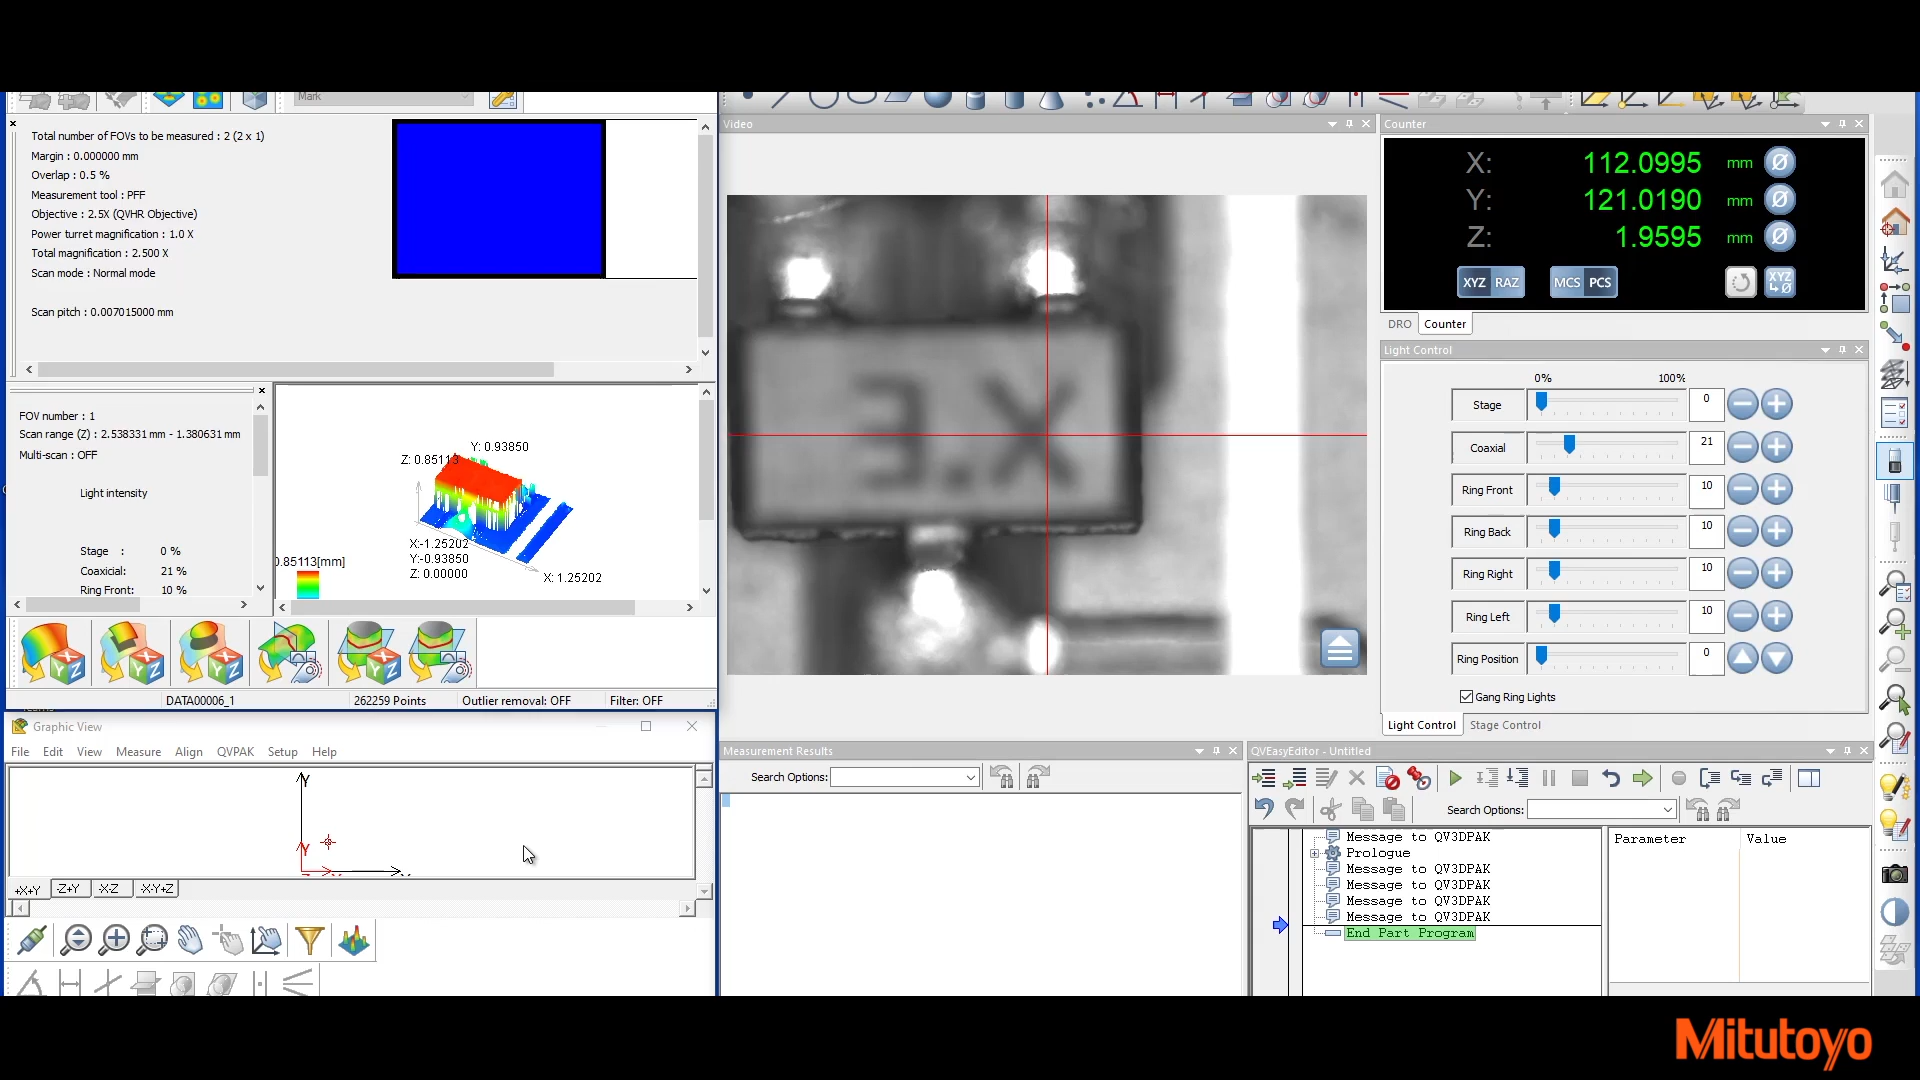 Mark
Total number of FOVs to be measured : 2 (2 x 1)
Margin : 0.000000 mm
Overlap : 0.5 %
Measurement tool : PFF
Objective : 2.5X (QVHR Objective)
Power turret magnification : 1.0 X
Total magnification : 2.500 X
Scan mode : Normal mode
Scan pitch : 0.007015000 mm
FOV number : 1
Scan range (Z) : 2.538331 mm - 1.380631 mm
Multi-scan : OFF
Light intensity
Stage : 0 %
Coaxicial: 21 %
Ring Front: 10 %
Y: 0.93850
Z: 0.85113
X:-1.25202
Y:-0.93850
Z: 0.00000
X: 1.25202
0.85113[mm]
DATA00006_1 262259 Points Outlier removal: OFF Filter: OFF
Graphic View
File Edit View Measure Align QVPAK Setup Help
Y
Y
+X+Y -Z+Y -X-Z -X-Y+Z
Video
3.X
Counter
X: 112.0995 mm
Y: 121.0190 mm
Z: 1.9595 mm
XYZ RAZ MCS PCS XYZ
DRO Counter
Light Control
0% 100%
Stage 0
Coaxial 21
Ring Front 10
Ring Back 10
Ring Right 10
Ring Left 10
Ring Position 0
Gang Ring Lights
Light Control Stage Control
Measurement Results
Search Options:
QVEasyEditor - Untitled
Search Options:
Message to QV3DPAK
Prologue
Message to QV3DPAK
Message to QV3DPAK
Message to QV3DPAK
Message to QV3DPAK
End Part Program
Parameter Value
Mitutoyo